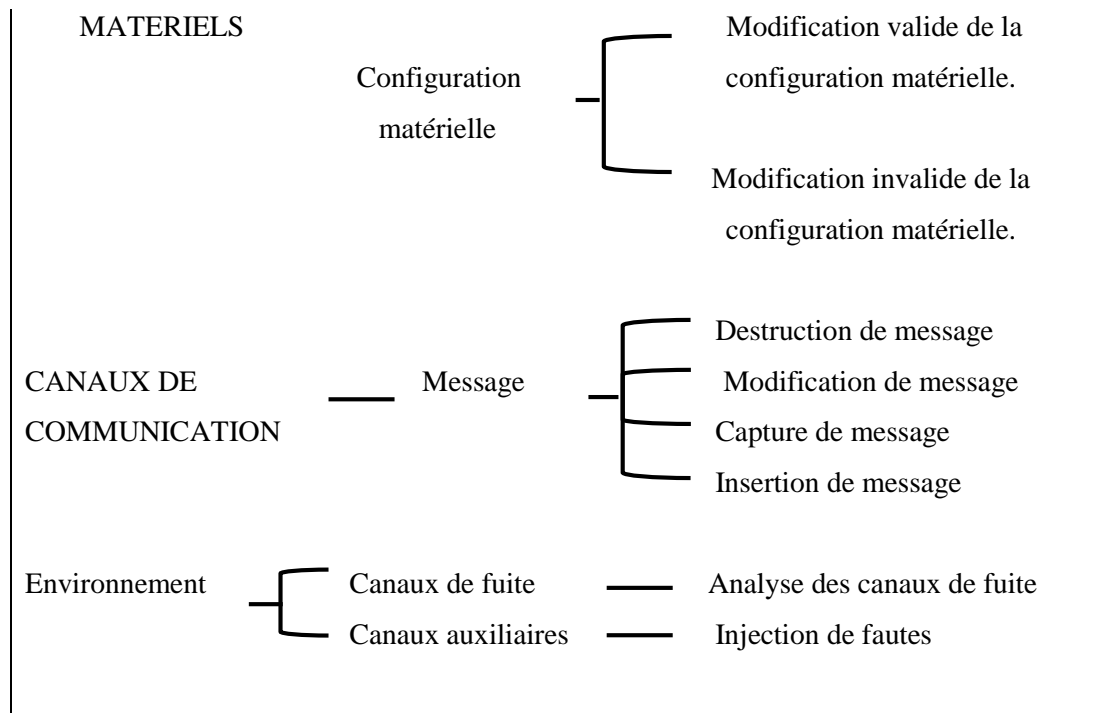 MATERIELS
Configuration
matérielle
Modification valide de la
configuration matérielle.
Modification invalide de la
configuration matérielle.
CANAUX DE
COMMUNICATION
Message
Destruction de message
Modification de message
Capture de message
Insertion de message
Environnement
Canaux de fuite
Analyse des canaux de fuite
Canaux auxiliaires
Injection de fautes